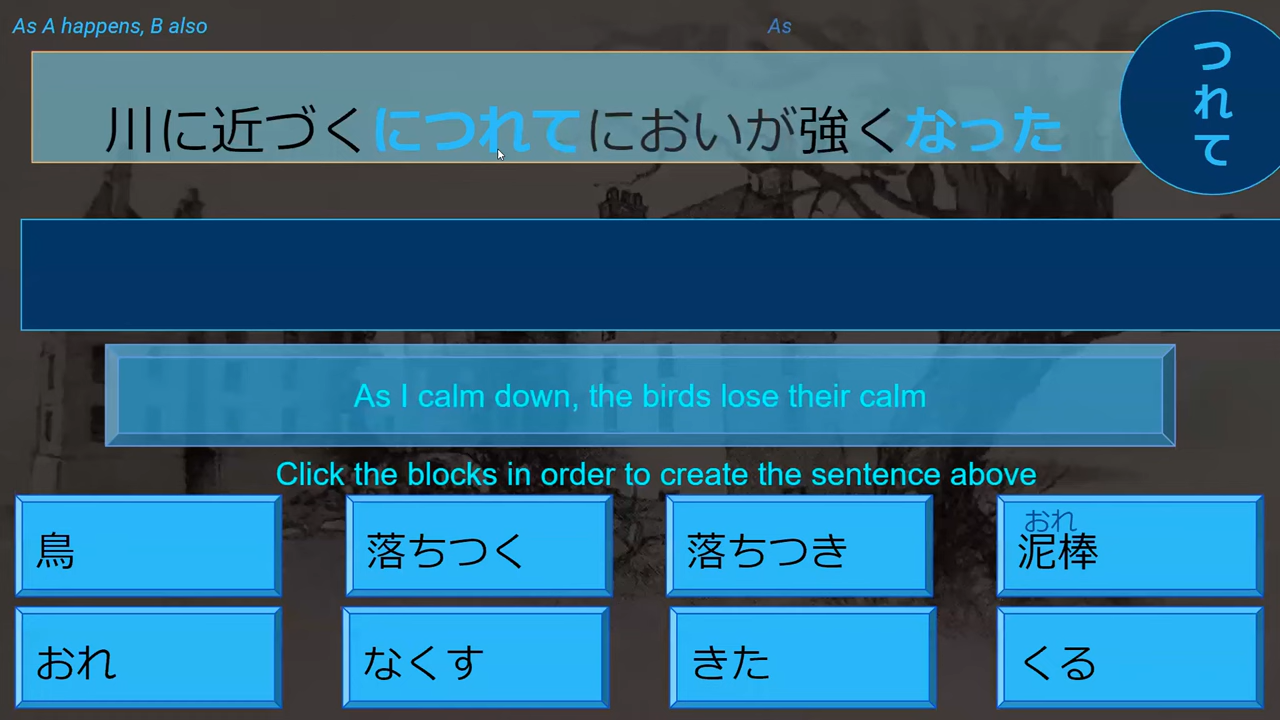 As A happens, B also
As
川に近づくにつれてにおいが強くなった
つれて
As I calm down, the birds lose their calm
Click the blocks in order to create the sentence above
鳥
落ちつく
落ちつき
おれ
泥棒
おれ
なくす
きた
くる